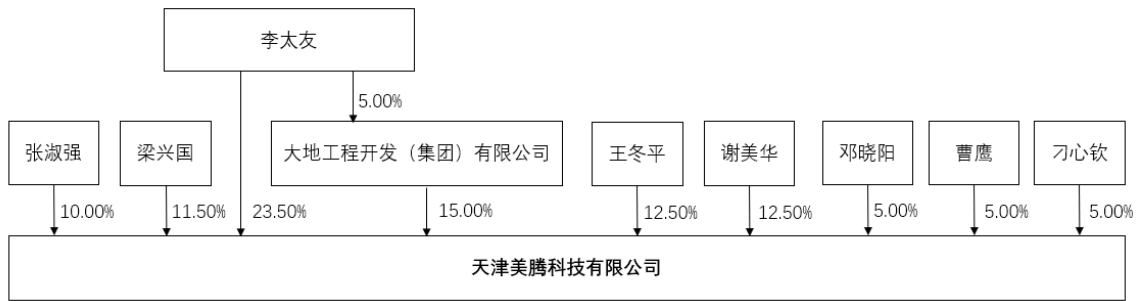 李太友
5.00%
张淑强
梁兴国
大地工程开发（集团）有限公司
王冬平
谢美华
邓晓阳
曹鹰
刁心钦
10.00%
11.50%
23.50%
15.00%
12.50%
12.50%
5.00%
5.00%
5.00%
天津美腾科技有限公司